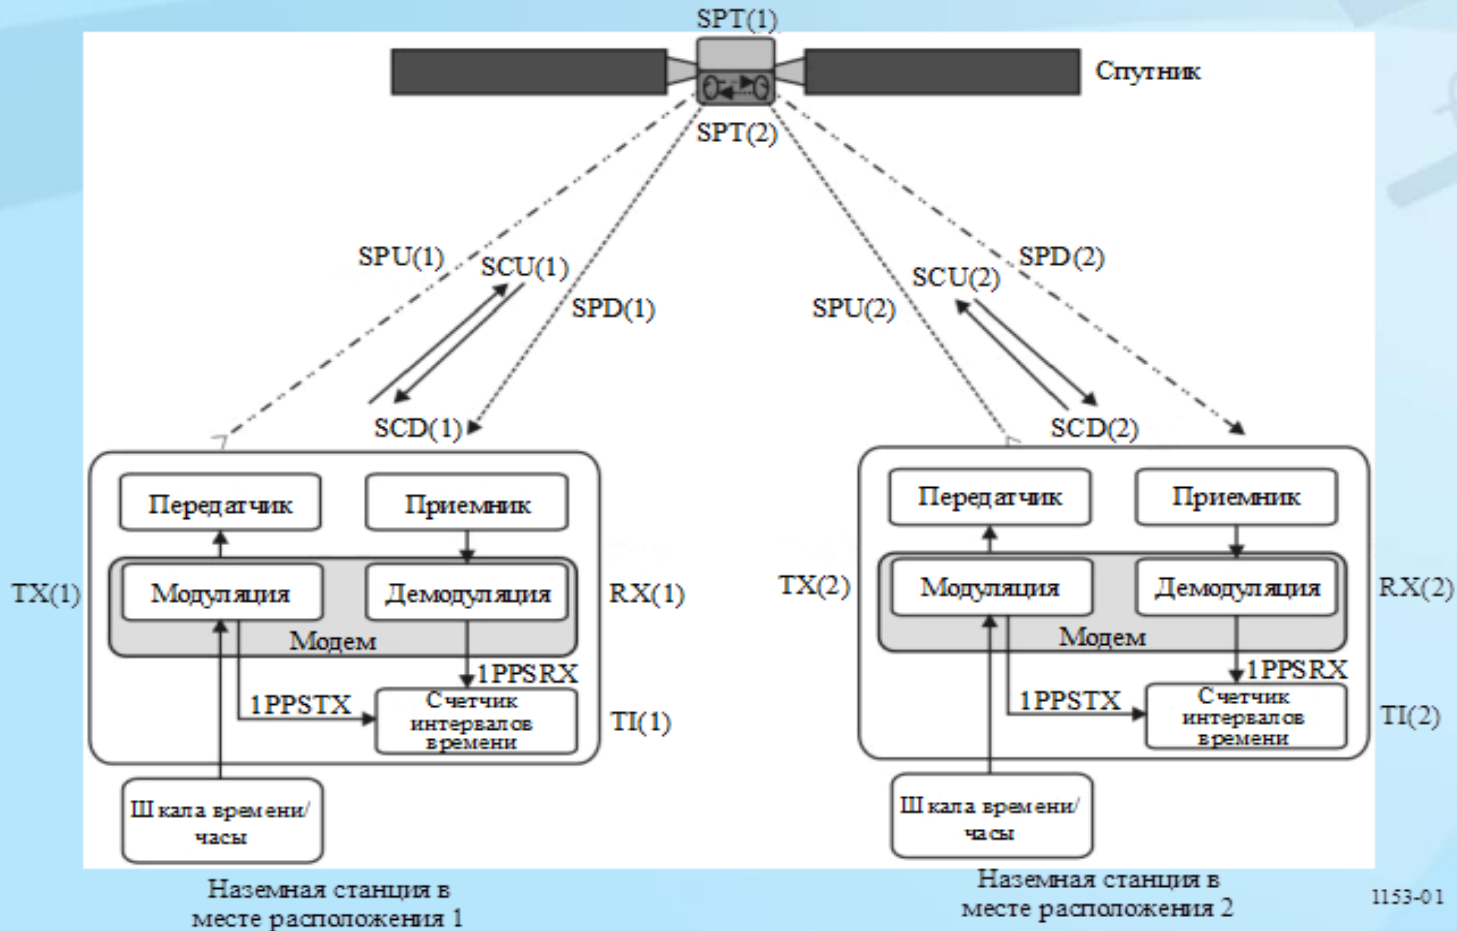 SPT(1)
Спутник
SPT(2)
SPU(1)
SCU(1)
SPD(1)
SCD(1)
SCU(2)
SPD(2)
SPU(2)
SCD(2)
Передатчик
Приемник
TX(1)
Модуляция
Демодуляция
RX(1)
Модем
1PPSRX
1PPSTX
Счетчик
интервалов
времени
TI(1)
Шкала времени/
часы
Наземная станция в
месте расположения 1
Передатчик
Приемник
TX(2)
Модуляция
Демодуляция
RX(2)
Модем
1PPSRX
1PPSTX
Счетчик
интервалов
времени
TI(2)
Шкала времени/
часы
Наземная станция в
месте расположения 2
1153-01